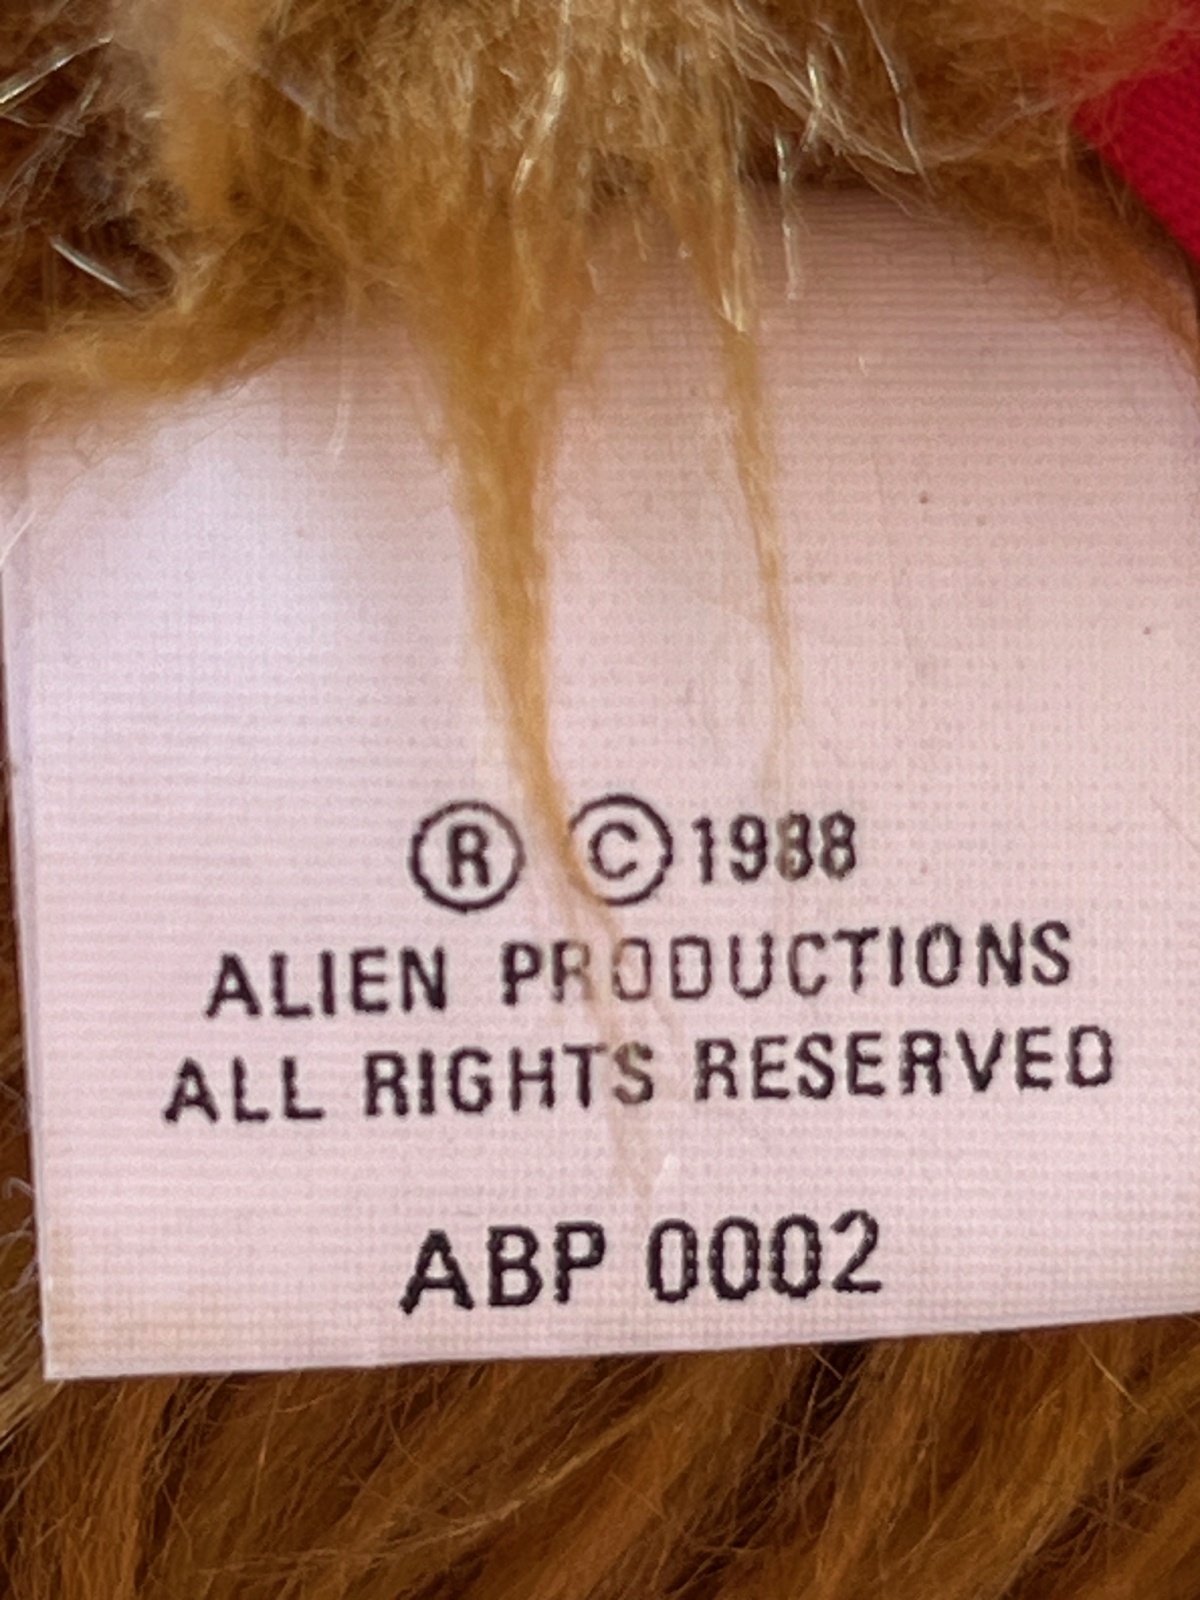 ® © 1988
ALIEN PRODUCTIONS
ALL RIGHTS RESERVED
ABP 0002